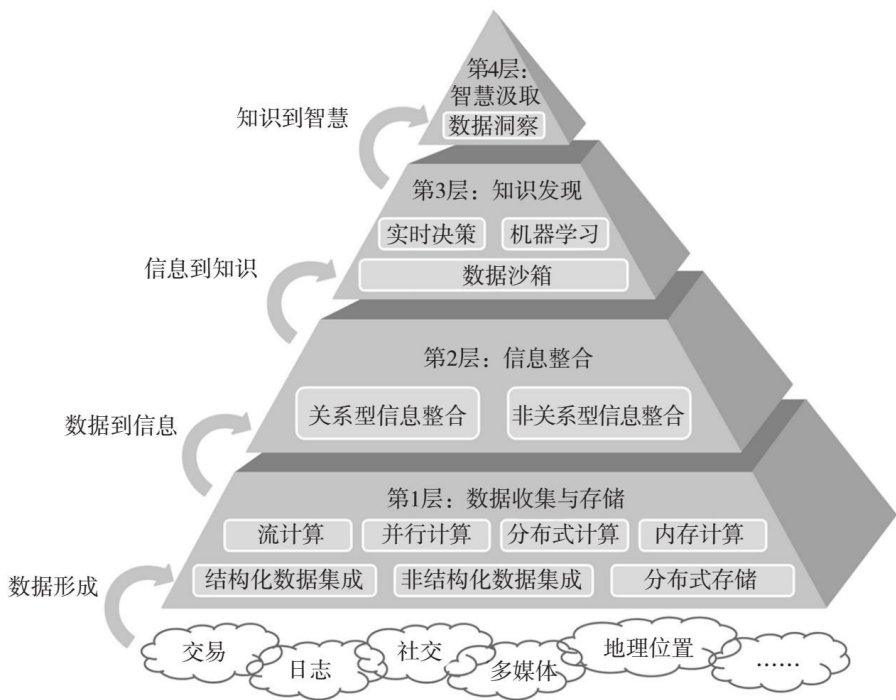 第4层：
智慧汲取
数据洞察
知识到智慧
第3层：知识发现
实时决策
机器学习
数据沙箱
信息到知识
第2层：信息整合
关系型信息整合
非关系型信息整合
数据到信息
第1层：数据收集与存储
流计算
并行计算
分布式计算
内存计算
结构化数据集成
非结构化数据集成
分布式存储
数据形成
交易
日志
社交
多媒体
地理位置
……